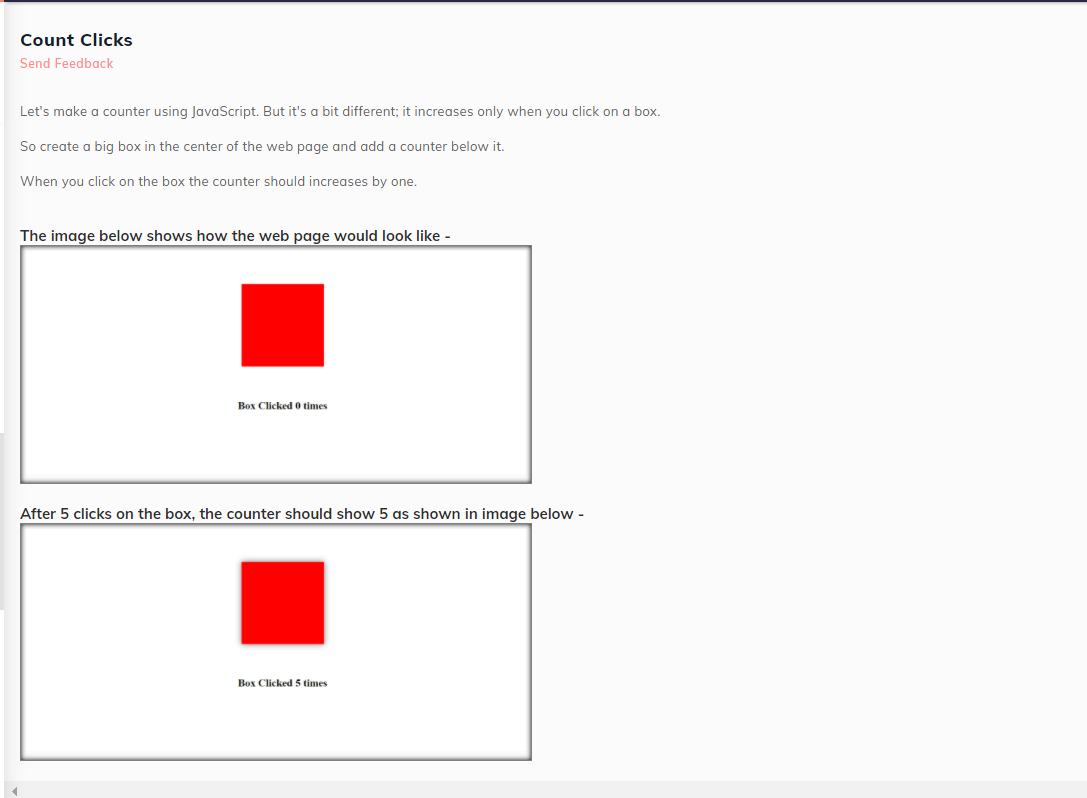 Count Clicks
Send Feedback
Let's make a counter using JavaScript. But it's a bit different; it increases only when you click on a box.
So create a big box in the center of the web page and add a counter below it.
When you click on the box the counter should increases by one.
The image below shows how the web page would look like -
Box Clicked 0 times
After 5 clicks on the box, the counter should show 5 as shown in image below -
Box Clicked 5 times